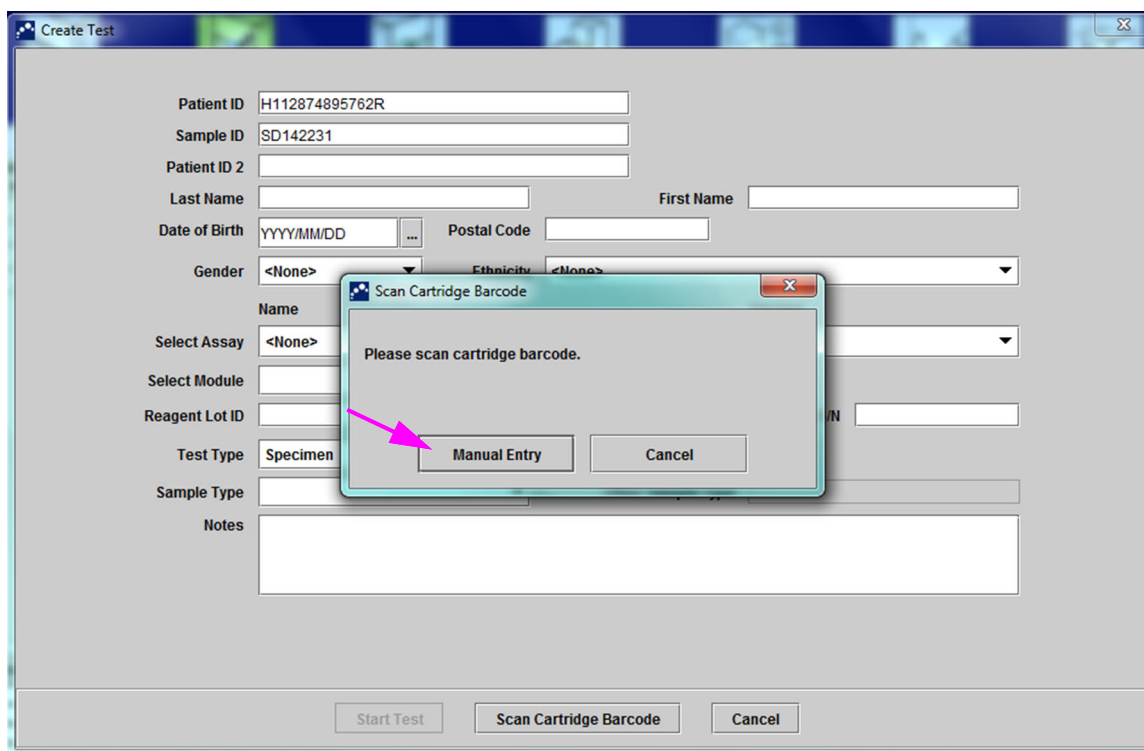 Create Test
Patient ID H112874895762R
Sample ID SD142231
Patient ID 2
Last Name First Name
Date of Birth YYYY/MM/DD ... Postal Code
Gender <None> Ethnicity <None>
Scan Cartridge Barcode
Name
Select Assay <None>
Please scan cartridge barcode.
Select Module
Reagent Lot ID /N
Test Type Specimen
Manual Entry Cancel
Sample Type
Notes
Start Test Scan Cartridge Barcode Cancel